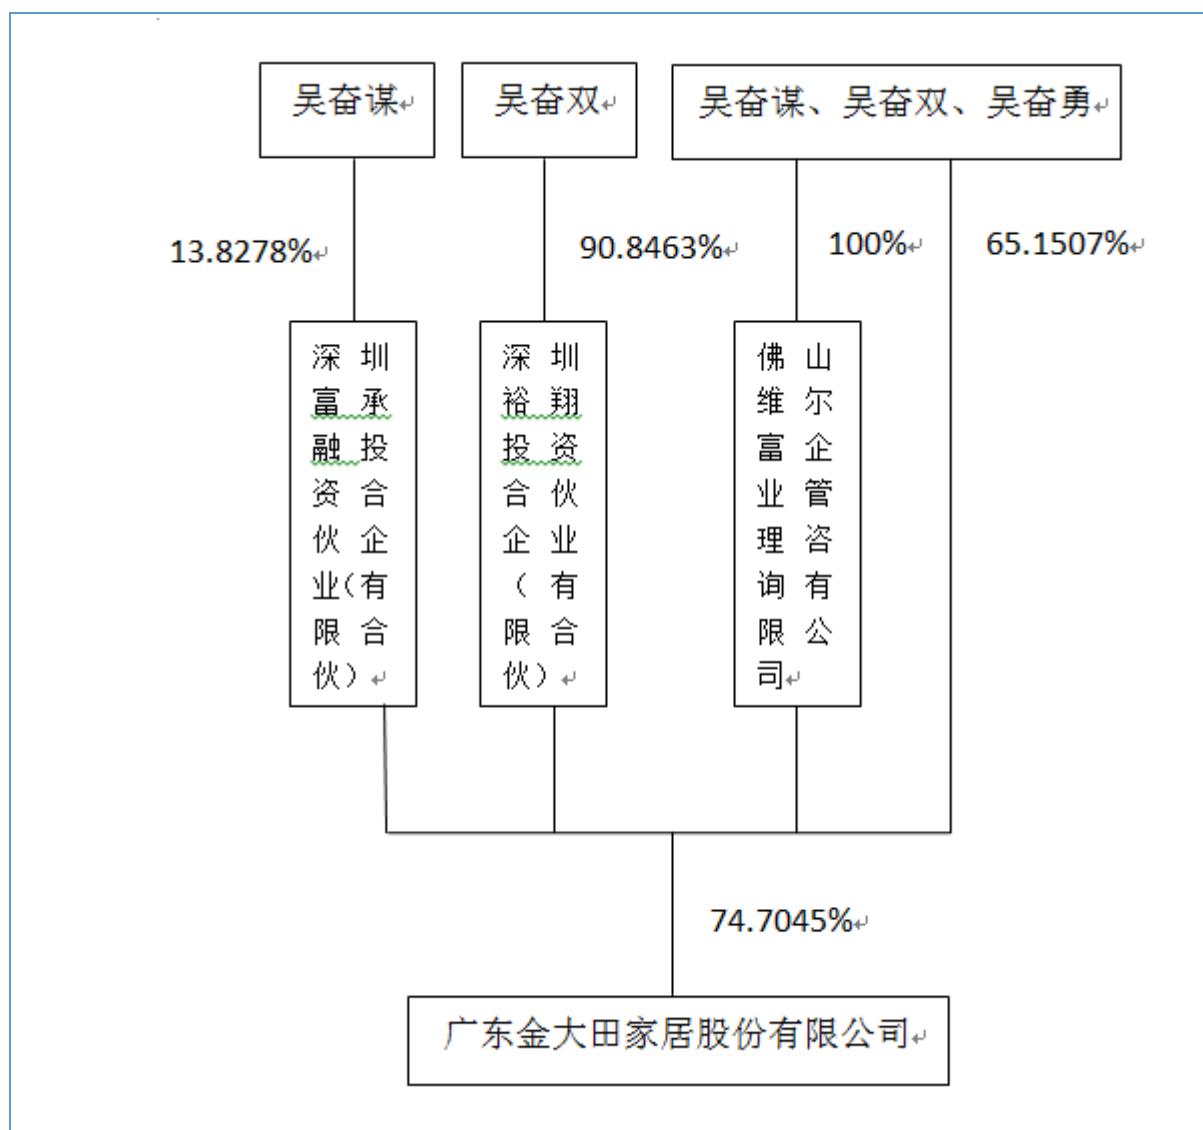 吴奋谋
吴奋双
吴奋谋、吴奋双、吴奋勇
13.8278%
90.8463%
100%
65.1507%
深圳
富承
融投
资合
伙企
业（有
限合
伙）
深圳
裕翔
投资
合伙
企业
（有
限合
伙）
佛山
维尔
富企
业管
理咨
询有
限公
司
74.7045%
广东金大田家居股份有限公司